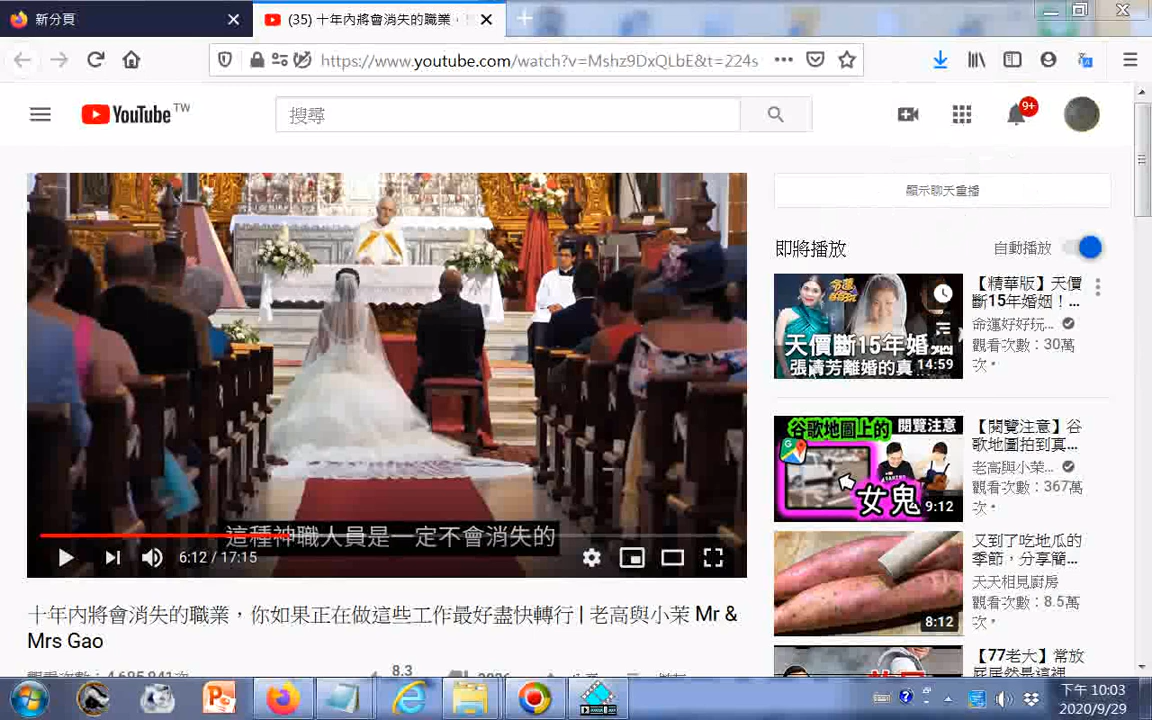 新分頁
(35) 十年內將會消失的職業，
https://www.youtube.com/watch?v=Mshz9DxQLbE&t=224s
YouTube TW
搜尋
9+
顯示聊天重播
即將播放
自動播放
天價斷15年婚姻
張清芳離婚的真
14:59
【精華版】天價
斷15年婚姻！...
命運好好玩...
觀看次數：30萬
次・
谷歌地圖上的
閱覽注意
女鬼
9:12
【閱覽注意】谷
歌地圖拍到真...
老高與小茉...
觀看次數：367萬
次・
8:12
又到了吃地瓜的
季節，分享簡...
天天相見廚房
觀看次數：8.5萬
次・
【77老大】常放
這種神職人員是一定不會消失的
6:12 / 17:15
十年內將會消失的職業，你如果正在做這些工作最好盡快轉行 | 老高與小茉 Mr &
Mrs Gao
8.3
下午 10:03
2020/9/29